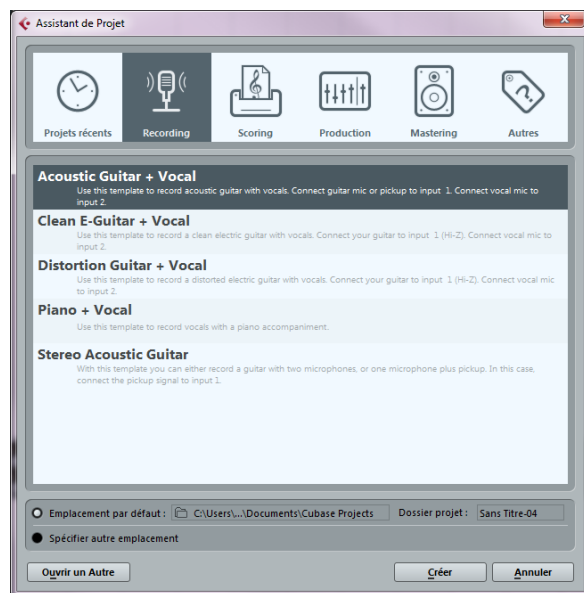 Assistant de Projet
Projets récents
Recording
Scoring
Production
Mastering
Autres
Acoustic Guitar + Vocal
Use this template to record acoustic guitar with vocals. Connect guitar mic or pickup to input 1. Connect vocal mic to
input 2.
Clean E-Guitar + Vocal
Use this template to record a clean electric guitar with vocals. Connect your guitar to input 1 (Hi-Z). Connect vocal mic to
input 2.
Distortion Guitar + Vocal
Use this template to record a distorted electric guitar with vocals. Connect your guitar to input 1 (Hi-Z). Connect vocal mic
to input 2.
Piano + Vocal
Use this template to record vocals with a piano accompaniment.
Stereo Acoustic Guitar
With this template you can either record a guitar with two microphones, or one microphone plus pickup. In this case,
connect the pickup signal to input 1.
Emplacement par défaut : C:\Users\...\Documents\Cubase Projects Dossier projet : Sans Titre-04
Spécifier autre emplacement
Ouvrir un Autre
Créer
Annuler